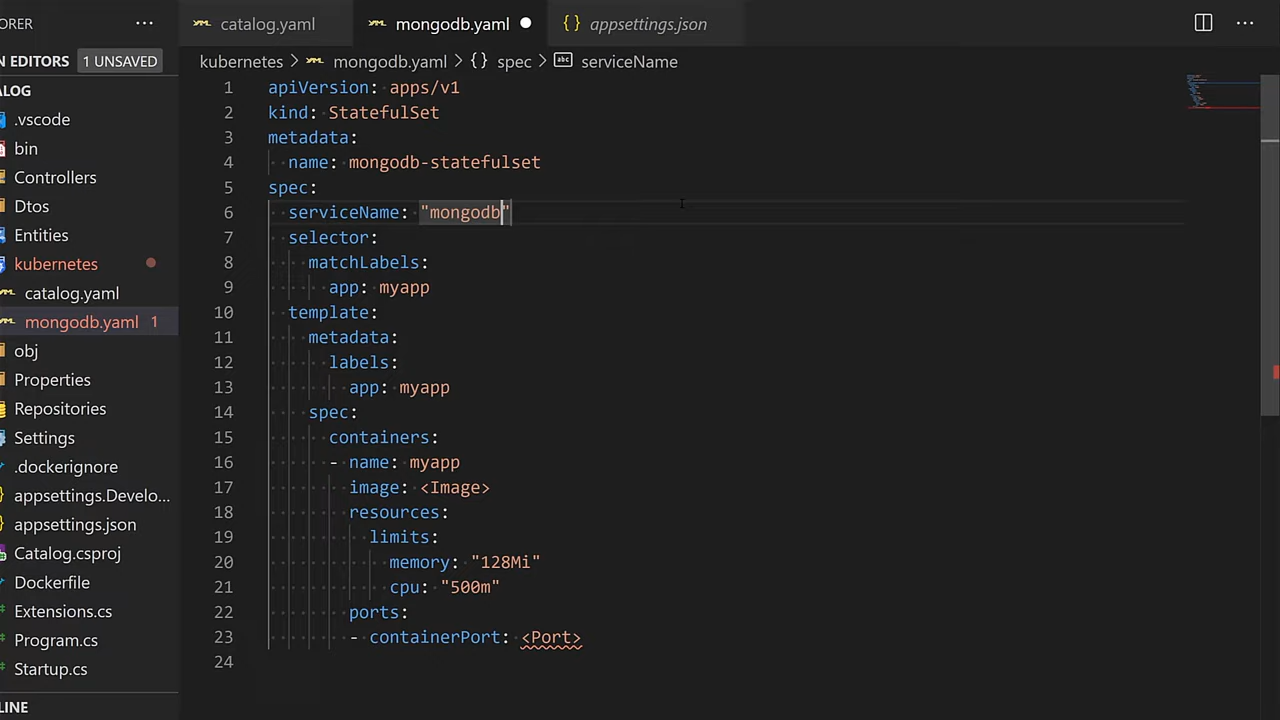 ORER ···
catalog.yaml
mongodb.yaml
{} appsettings.json
···
N EDITORS 1 UNSAVED
kubernetes > mongodb.yaml > {} spec > abc serviceName
ALOG
.vscode
bin
Controllers
Dtos
Entities
kubernetes
catalog.yaml
mongodb.yaml 1
obj
Properties
Repositories
Settings
.dockerignore
appsettings.Develo...
appsettings.json
Catalog.csproj
Dockerfile
Extensions.cs
Program.cs
Startup.cs
LINE
1 apiVersion: apps/v1
2 kind: StatefulSet
3 metadata:
4 name: mongodb-statefulset
5 spec:
6 serviceName: "mongodb"
7 selector:
8 matchLabels:
9 app: myapp
10 template:
11 metadata:
12 labels:
13 app: myapp
14 spec:
15 containers:
16 - name: myapp
17 image: <Image>
18 resources:
19 limits:
20 memory: "128Mi"
21 cpu: "500m"
22 ports:
23 - containerPort: <Port>
24